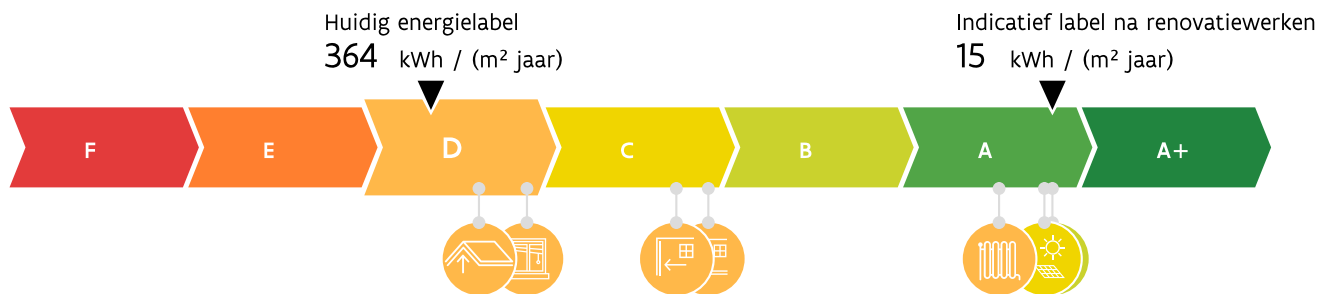 Huidig energielabel
364 kWh / (m² jaar)
Indicatief label na renovatiewerken
15 kWh / (m² jaar)
F E D C B A A+